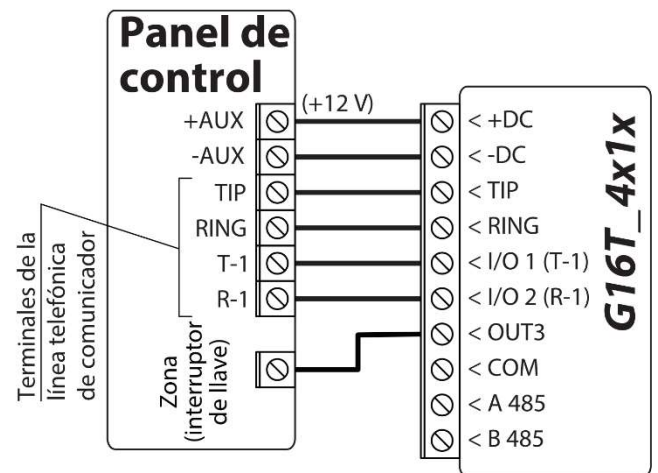 Panel de
control
(+12 V)
+AUX
-AUX
TIP
RING
T-1
R-1
Terminales de la
línea telefónica
de comunicador
Zona
(interruptor
de llave)
< +DC
< -DC
< TIP
< RING
< I/O 1 (T-1)
< I/O 2 (R-1)
< OUT3
< COM
< A 485
< B 485
G16T_4x1x